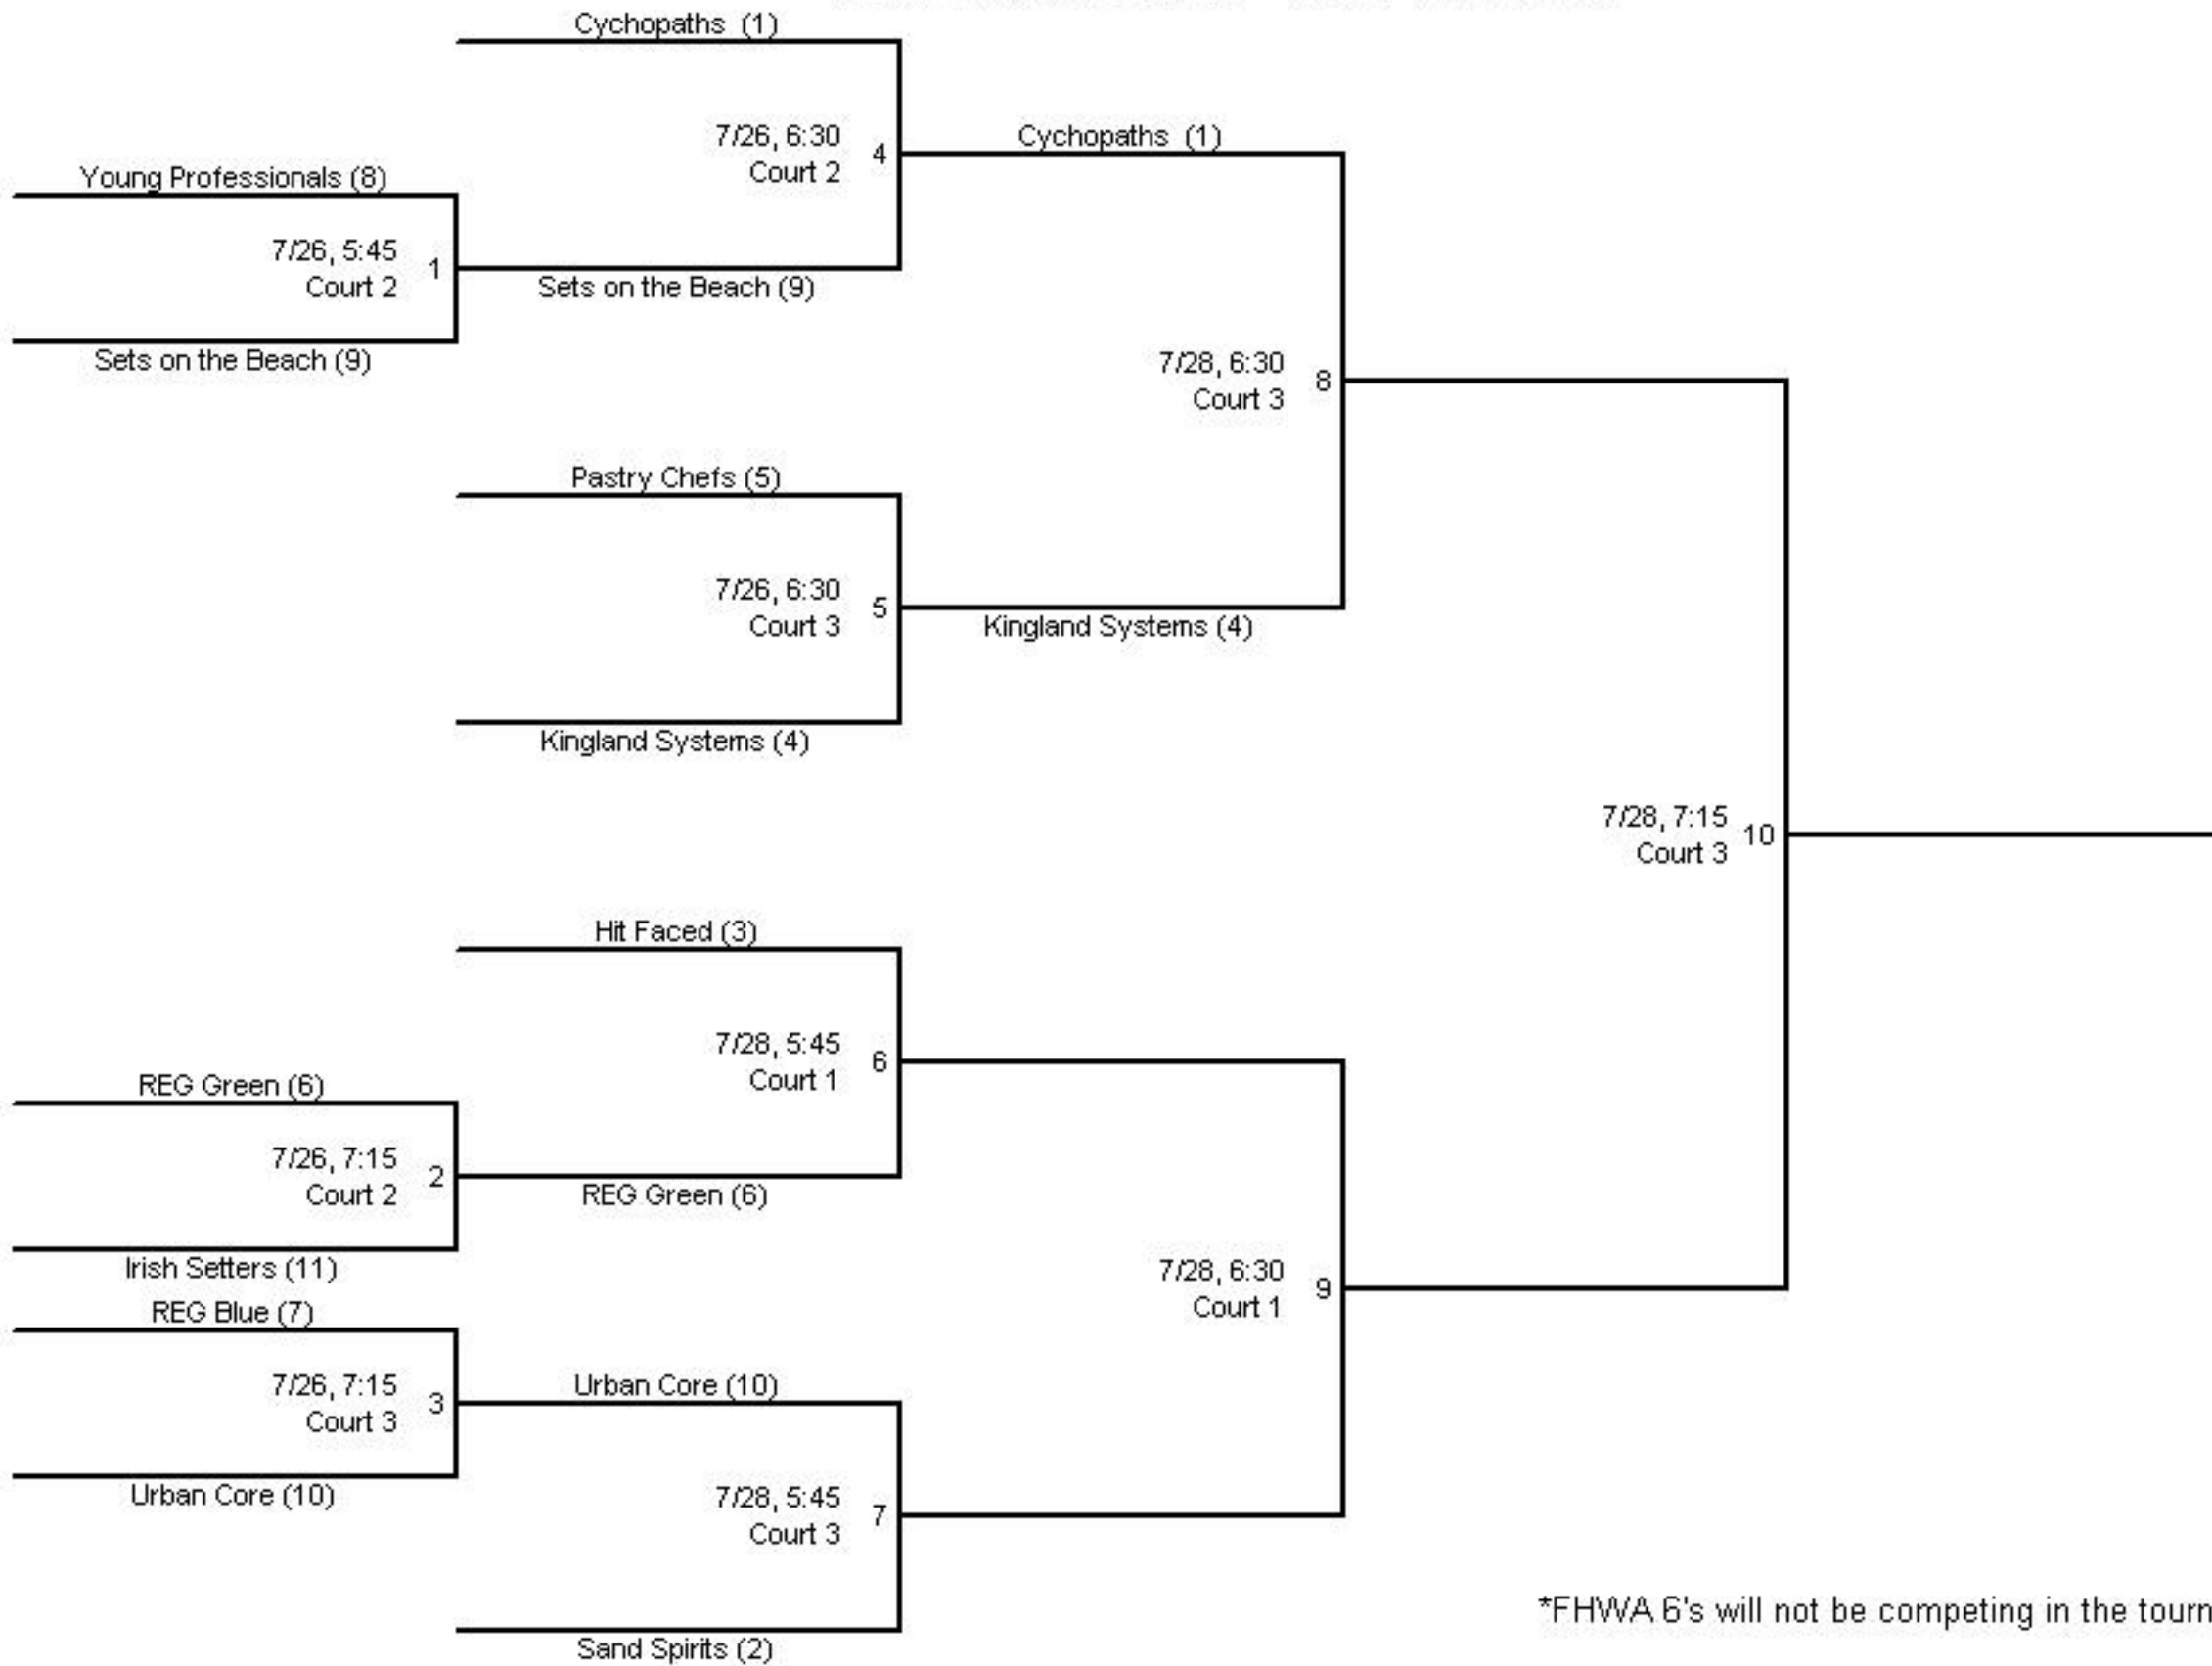 Cychopaths (1)
7/26, 6:30
Court 2
4
Cychopaths (1)
Young Professionals (8)
7/26, 5:45
Court 2
1
Sets on the Beach (9)
Sets on the Beach (9)
7/28, 6:30
Court 3
8
Pastry Chefs (5)
7/26, 6:30
Court 3
5
Kingland Systems (4)
Kingland Systems (4)
7/28, 7:15
Court 3
10
Hit Faced (3)
7/28, 5:45
Court 1
6
REG Green (6)
7/26, 7:15
Court 2
2
REG Green (6)
Irish Setters (11)
7/28, 6:30
Court 1
9
REG Blue (7)
7/26, 7:15
Court 3
3
Urban Core (10)
Urban Core (10)
7/28, 5:45
Court 3
7
Sand Spirits (2)
*FHWA 6's will not be competing in the tourn